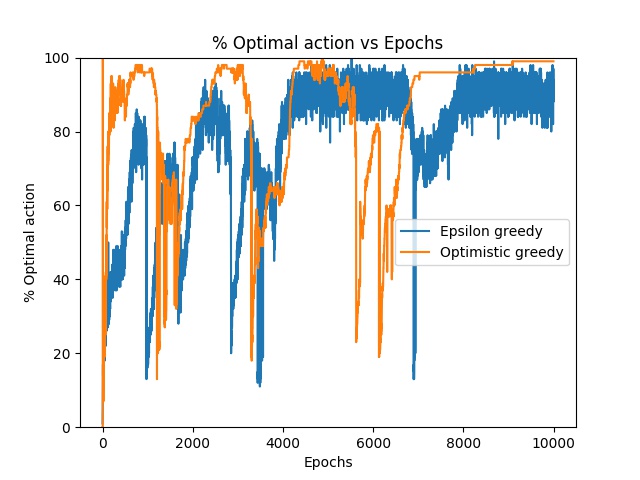 % Optimal action vs Epochs
100
80
60
40
20
0
% Optimal action
Epsilon greedy
Optimistic greedy
0 2000 4000 6000 8000 10000
Epochs